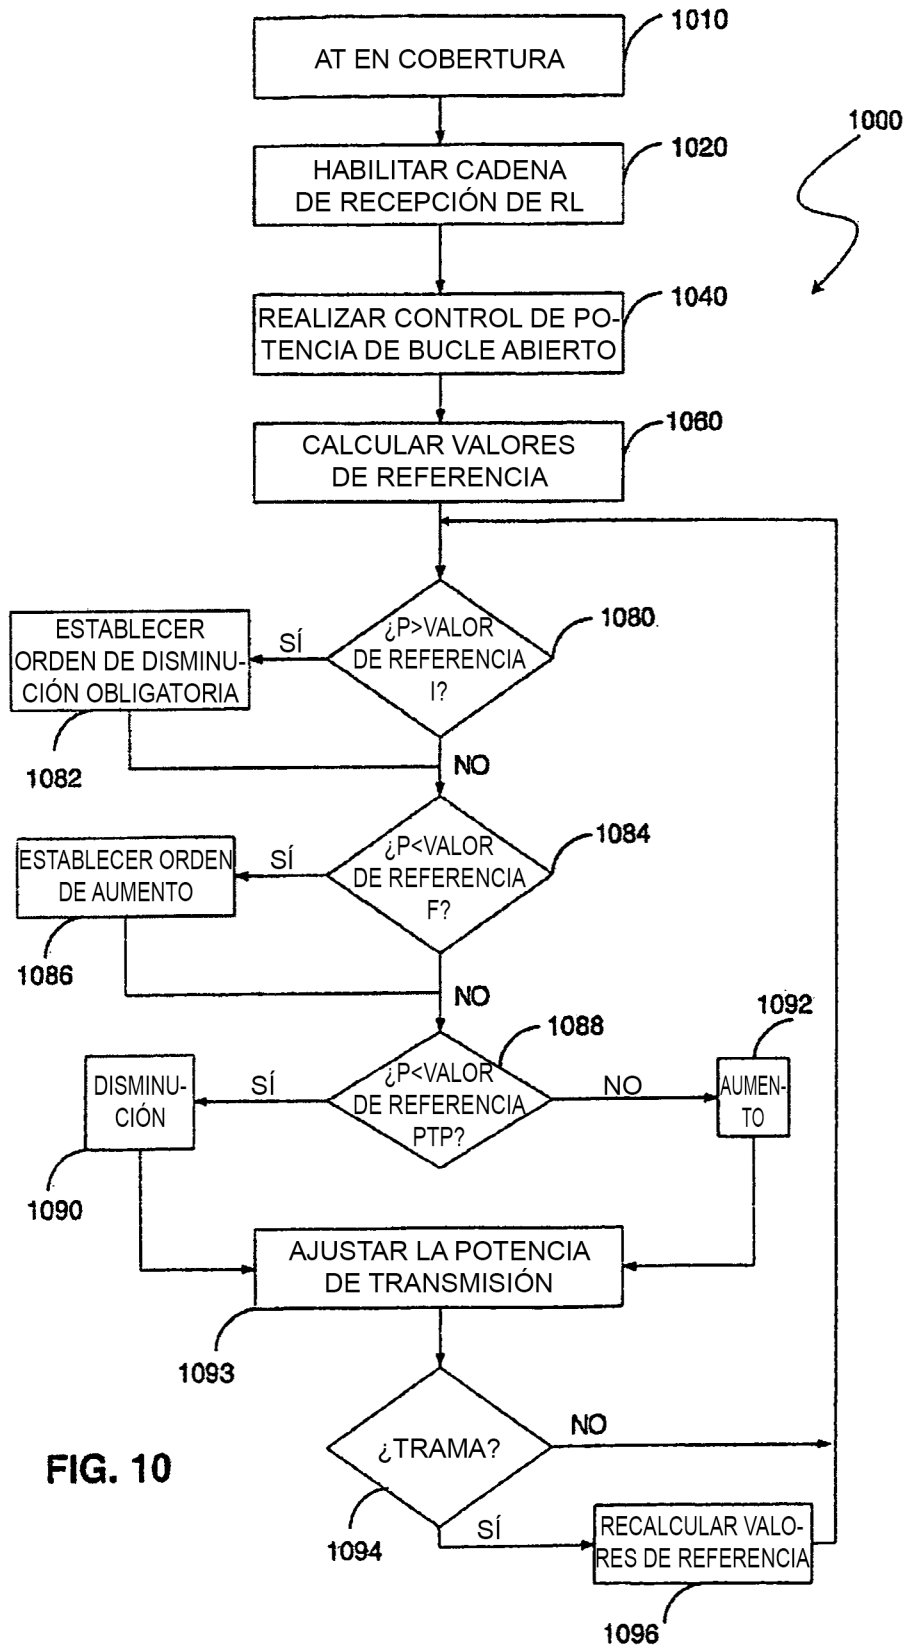 1010
AT EN COBERTURA
1000
1020
HABILITAR CADENA
DE RECEPCIÓN DE RL
1040
REALIZAR CONTROL DE PO-
TENCIA DE BUCLE ABIERTO
1060
CALCULAR VALORES
DE REFERENCIA
1080
¿P>VALOR
DE REFERENCIA
I?
SÍ
ESTABLECER
ORDEN DE DISMINU-
CIÓN OBLIGATORIA
1082
NO
1084
¿P<VALOR
DE REFERENCIA
F?
SÍ
ESTABLECER ORDEN
DE AUMENTO
1086
NO
1088
1092
¿P<VALOR
DE REFERENCIA
PTP?
SÍ
NO
DISMINU-
CIÓN
AUMEN-
TO
1090
AJUSTAR LA POTENCIA
DE TRANSMISIÓN
1093
¿TRAMA?
NO
FIG. 10
1094
SÍ
RECALCULAR VALO-
RES DE REFERENCIA
1096